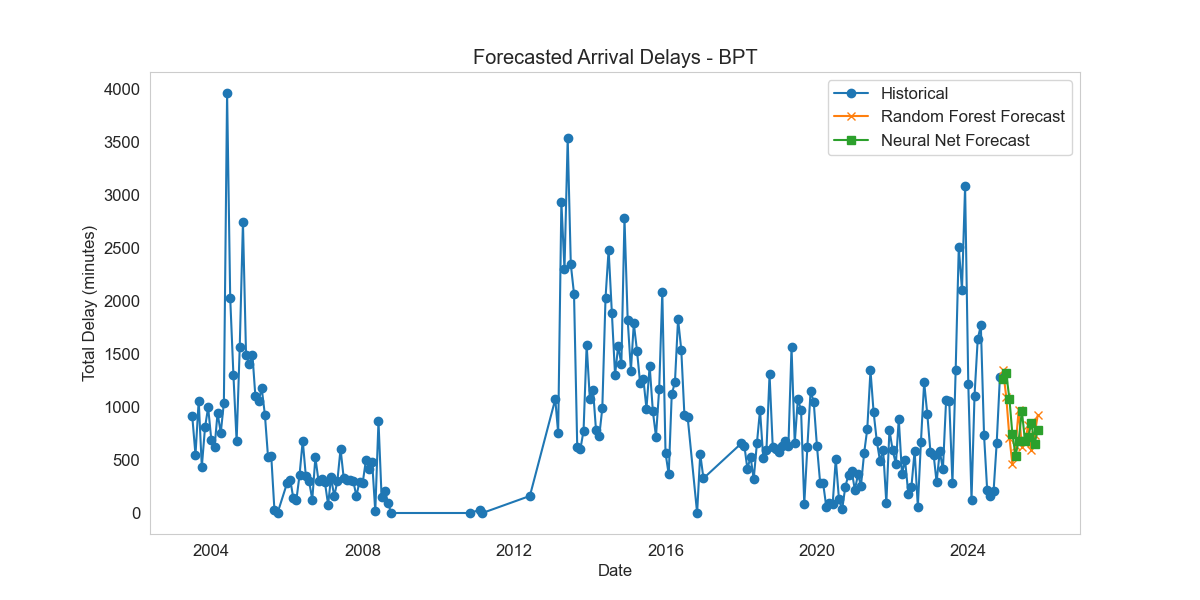 Forecasted Arrival Delays - BPT
Historical
Random Forest Forecast
Neural Net Forecast
Total Delay (minutes)
4000
3500
3000
2500
2000
1500
1000
500
0
2004
2008
2012
2016
2020
2024
Date